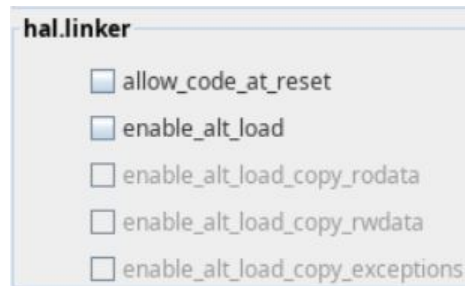 hal.linker
allow_code_at_reset
enable_alt_load
enable_alt_load_copy_rodata
enable_alt_load_copy_rwdata
enable_alt_load_copy_exceptions